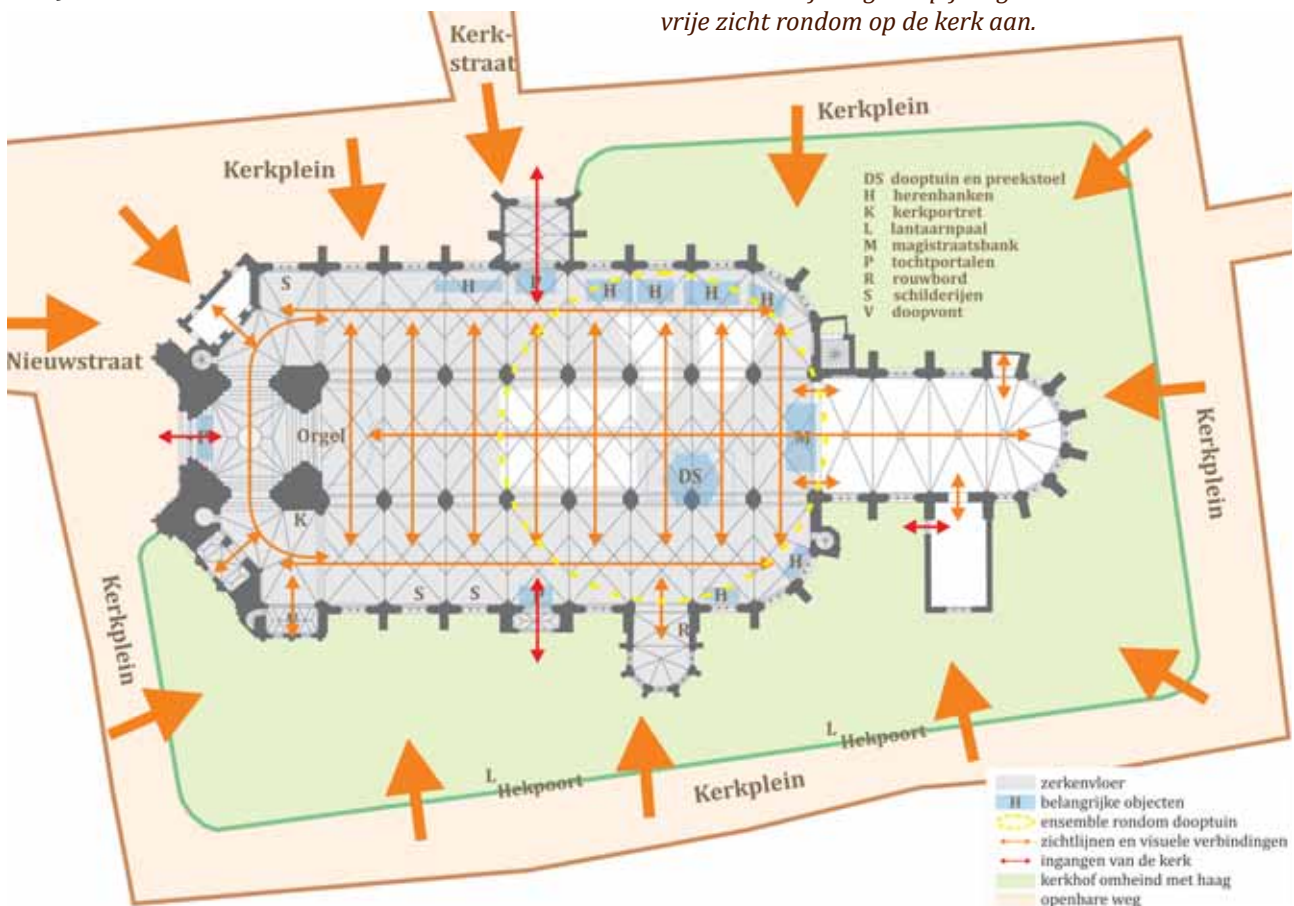 vrije zicht rondom op de kerk aan.
Kerk-
straat
Kerkplein
Kerkplein
DS dooptuin en preekstoel
H herenbanken
K kerkportret
L lantaarnpaal
M magistraatsbank
P tochtportalen
R rouwbord
S schilderijen
V doopvont
S
H
P
H
H
H
H
Nieuwstraat
Orgel
M
DS
Kerkplein
K
H
Kerkplein
S
S
H
R
L
Hekpoort
L
Hekpoort
Kerkplein
zerkenvloer
H belangrijke objecten
ensemble rondom dooptuin
zichtlijnen en visuele verbindingen
ingangen van de kerk
kerkhof omheind met haag
openbare weg